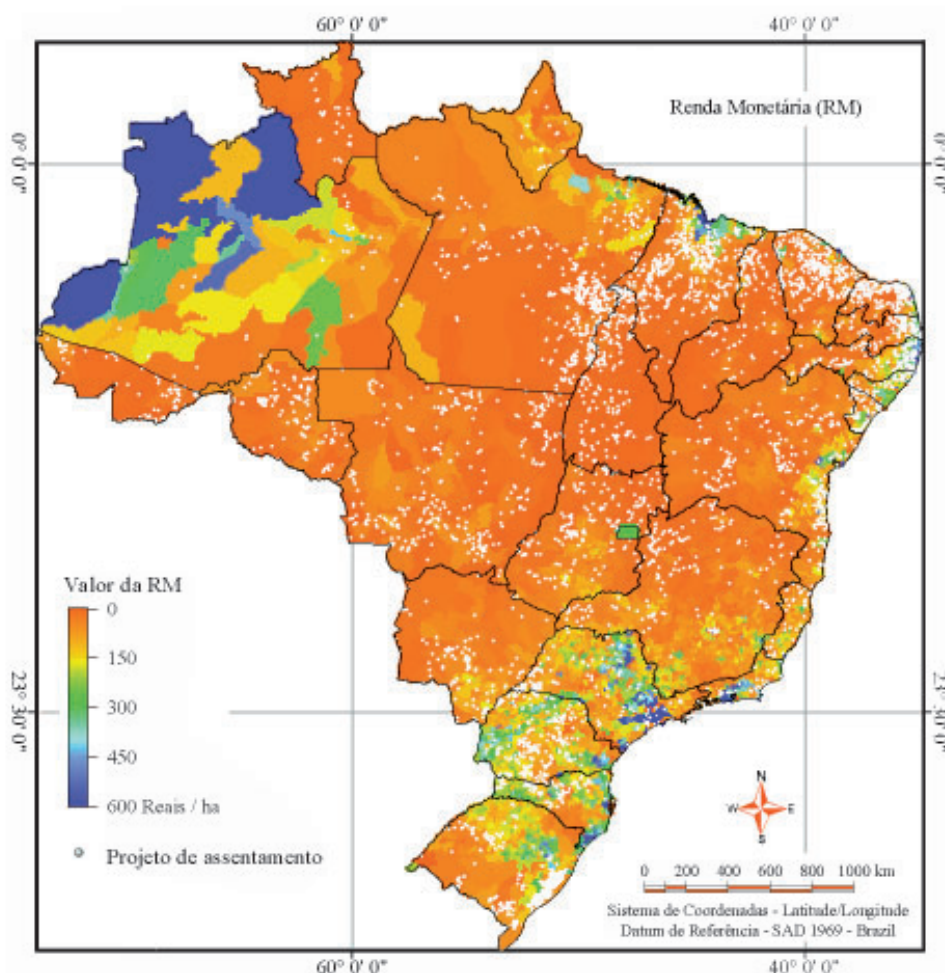 60° 0' 0"
40° 0' 0"
Renda Monetária (RM)
0° 0' 0"
0° 0' 0"
Valor da RM
0
150
300
450
600 Reais / ha
Projeto de assentamento
23° 30' 0"
23° 30' 0"
N
W
E
S
0
200
400
600
800
1000 km
Sistema de Coordenadas - Latitude/Longitude
Datum de Referência - SAD 1969 - Brazil
60° 0' 0"
40° 0' 0"